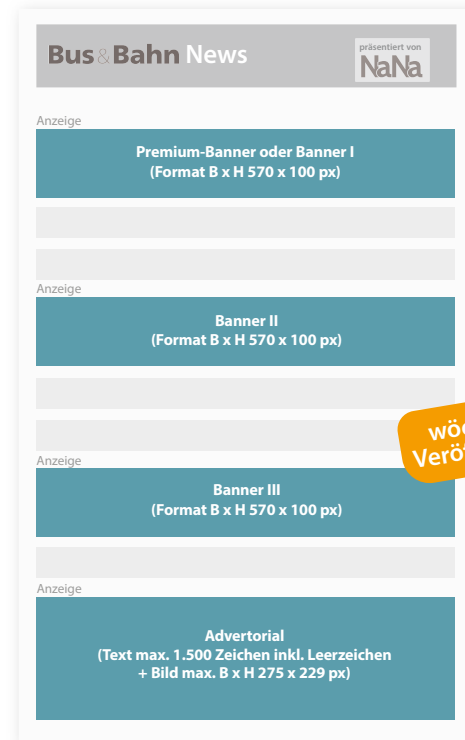 Bus&Bahn News
präsentiert von
NaNa
Anzeige
Premium-Banner oder Banner I
(Format B x H 570 x 100 px)
Anzeige
Banner II
(Format B x H 570 x 100 px)
Anzeige
Banner III
(Format B x H 570 x 100 px)
Anzeige
Advertorial
(Text max. 1.500 Zeichen inkl. Leerzeichen
+ Bild max. B x H 275 x 229 px)